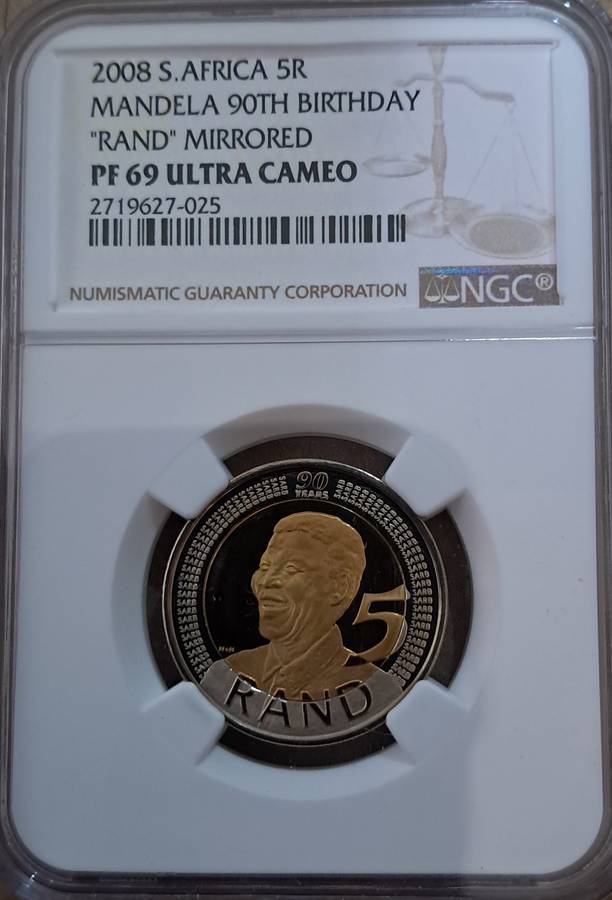 2008 S.AFRICA 5R
MANDELA 90TH BIRTHDAY
"RAND" MIRRORED
PF 69 ULTRA CAMEO
2719627-025
NUMISMATIC GUARANTY CORPORATION
NGC®
90
YEARS
5
RAND